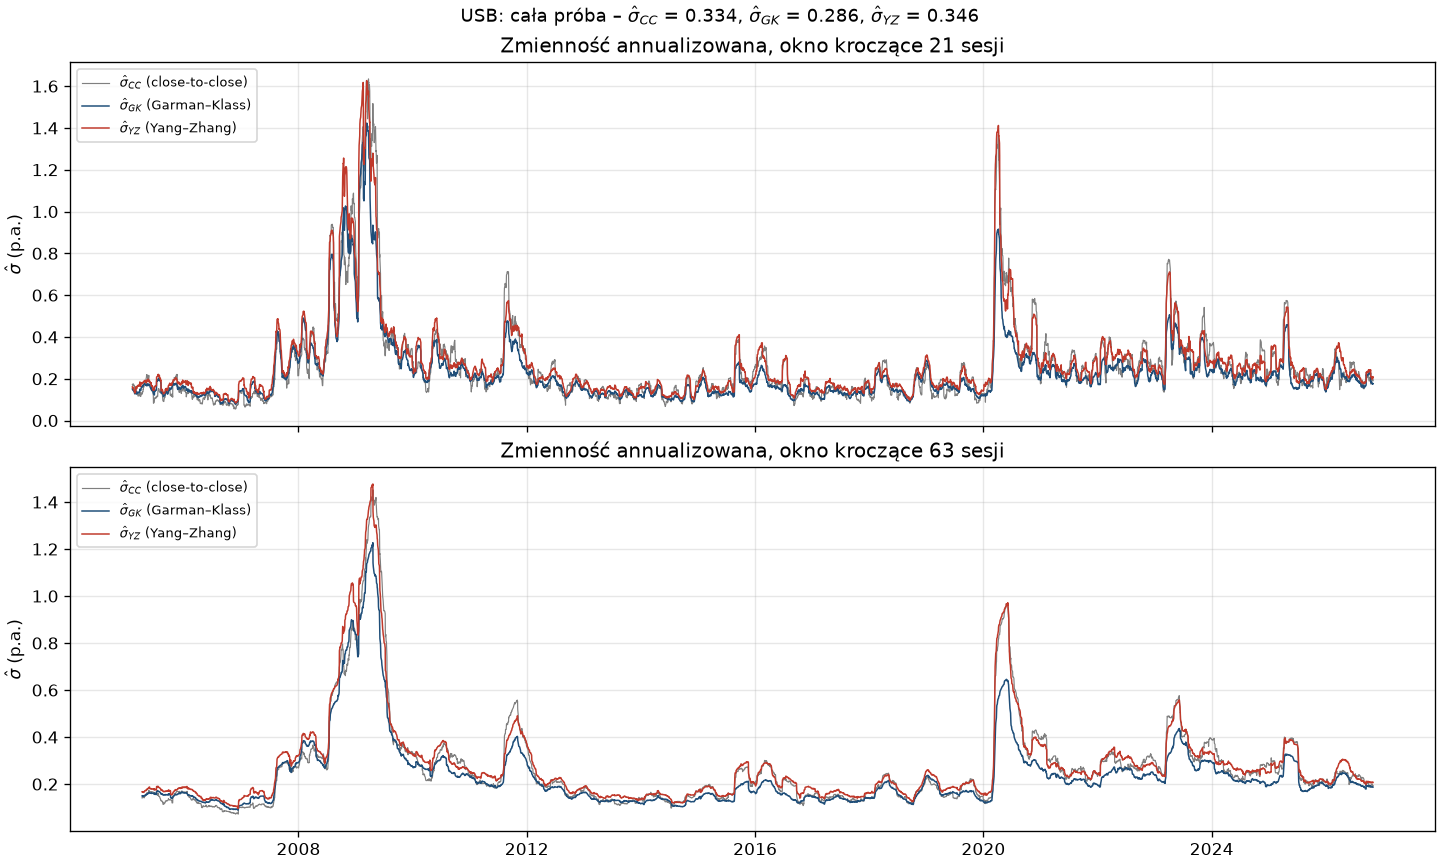 USB: cała próba – σ̂_CC = 0.334, σ̂_GK = 0.286, σ̂_YZ = 0.346
Zmienność annualizowana, okno kroczące 21 sesji
σ̂ (p.a.)
1.6
1.4
1.2
1.0
0.8
0.6
0.4
0.2
0.0
σ̂_CC (close-to-close)
σ̂_GK (Garman–Klass)
σ̂_YZ (Yang–Zhang)
Zmienność annualizowana, okno kroczące 63 sesji
σ̂ (p.a.)
1.4
1.2
1.0
0.8
0.6
0.4
0.2
σ̂_CC (close-to-close)
σ̂_GK (Garman–Klass)
σ̂_YZ (Yang–Zhang)
2008 2012 2016 2020 2024